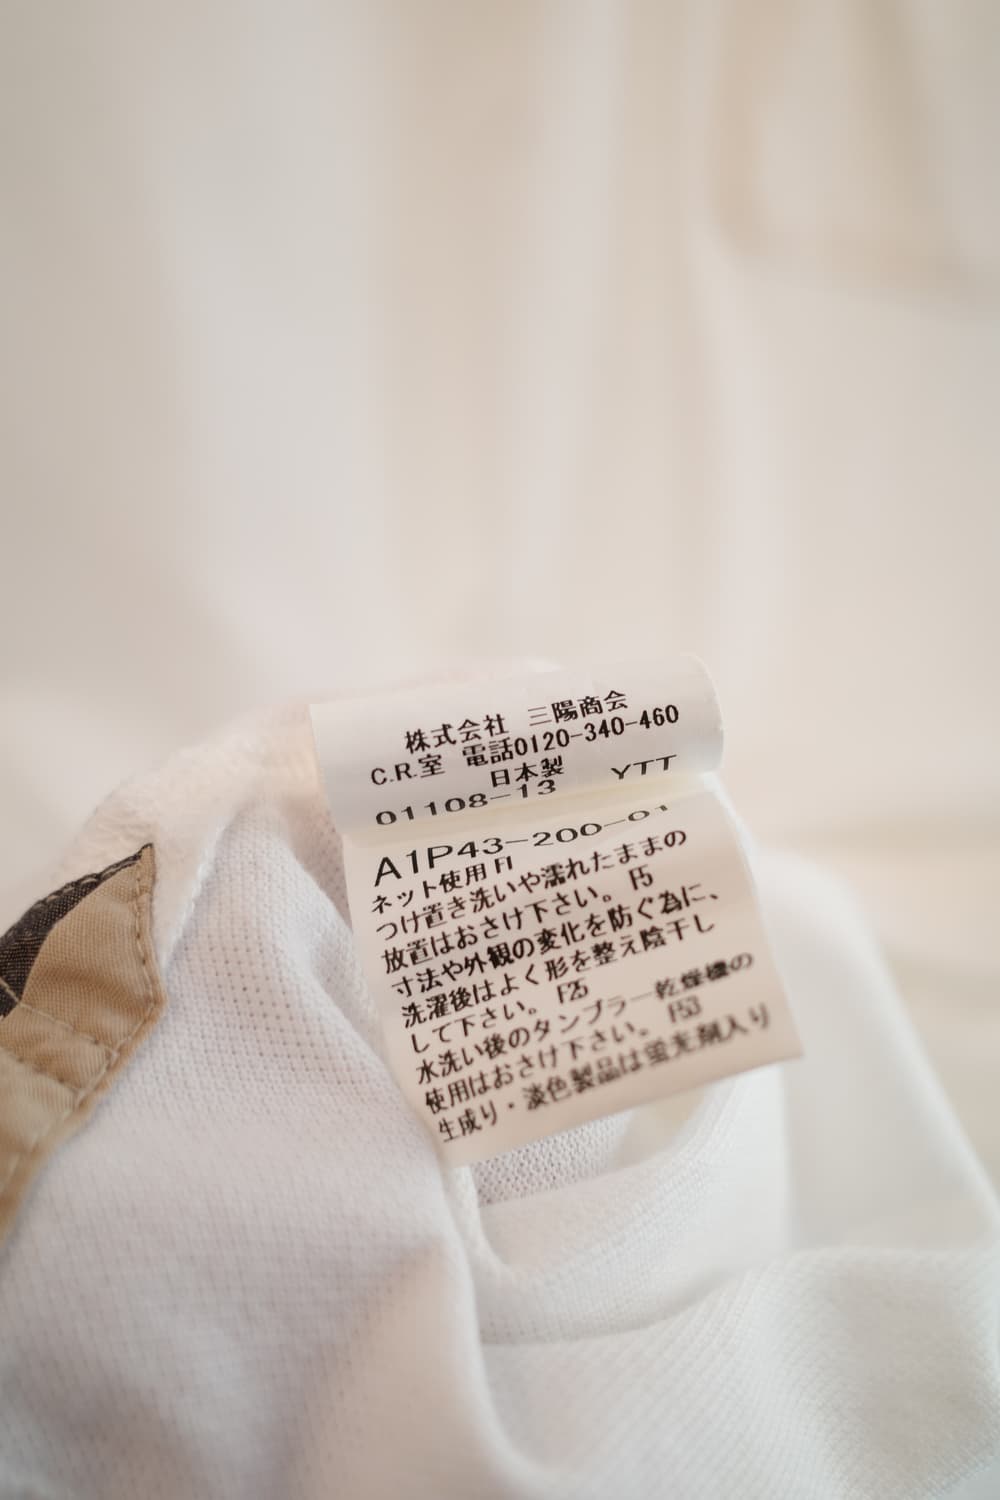 株式会社 三陽商会
C.R.室 電話0120-340-460
日本製 YTT
01108-13
A1P43-200-01
ネット使用 F1
つけ置き洗いや濡れたままの
放置はおさけ下さい。 F5
寸法や外観の変化を防ぐ為に、
洗濯後はよく形を整え陰干し
して下さい。 F25
水洗い後のタンブラー乾燥機の
使用はおさけ下さい。 F53
生成り・淡色製品は蛍光剤入り